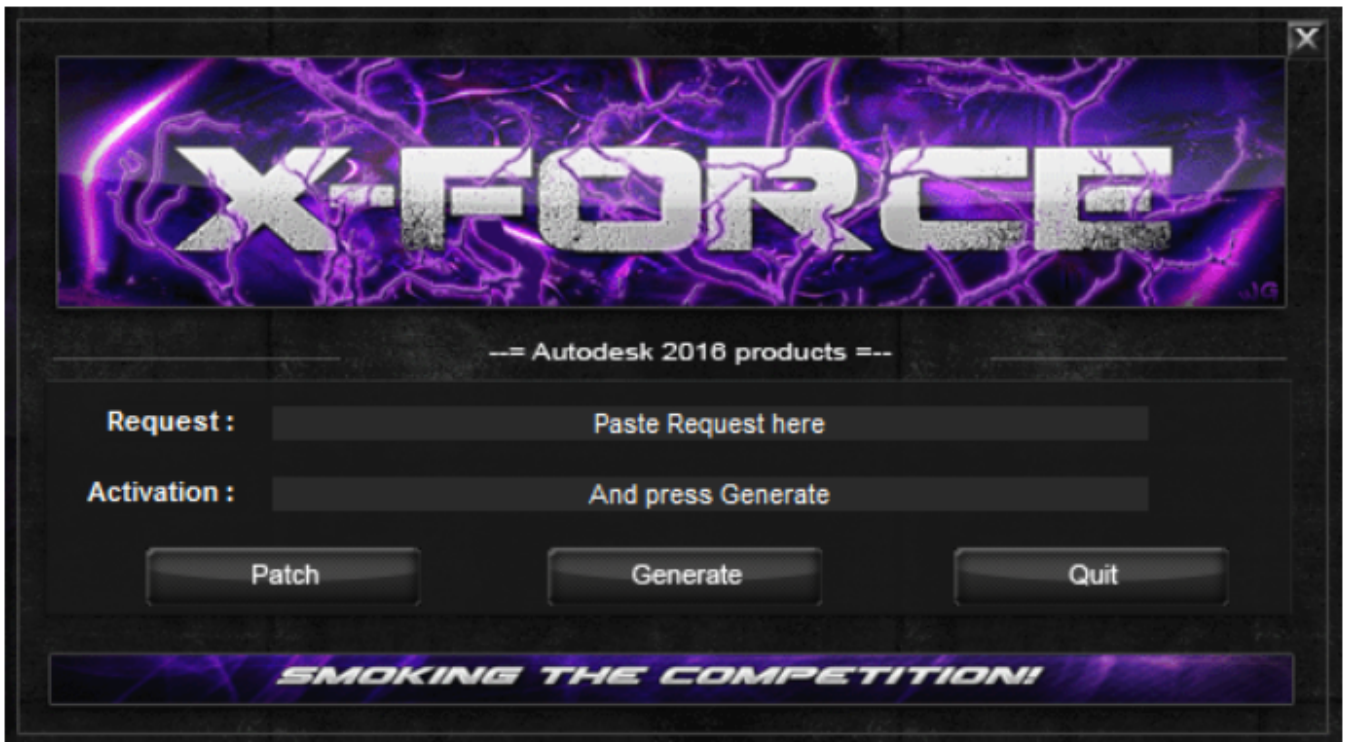 X
X-FORCE
--= Autodesk 2016 products =--
Request : Paste Request here
Activation : And press Generate
Patch Generate Quit
SMOKING THE COMPETITION!